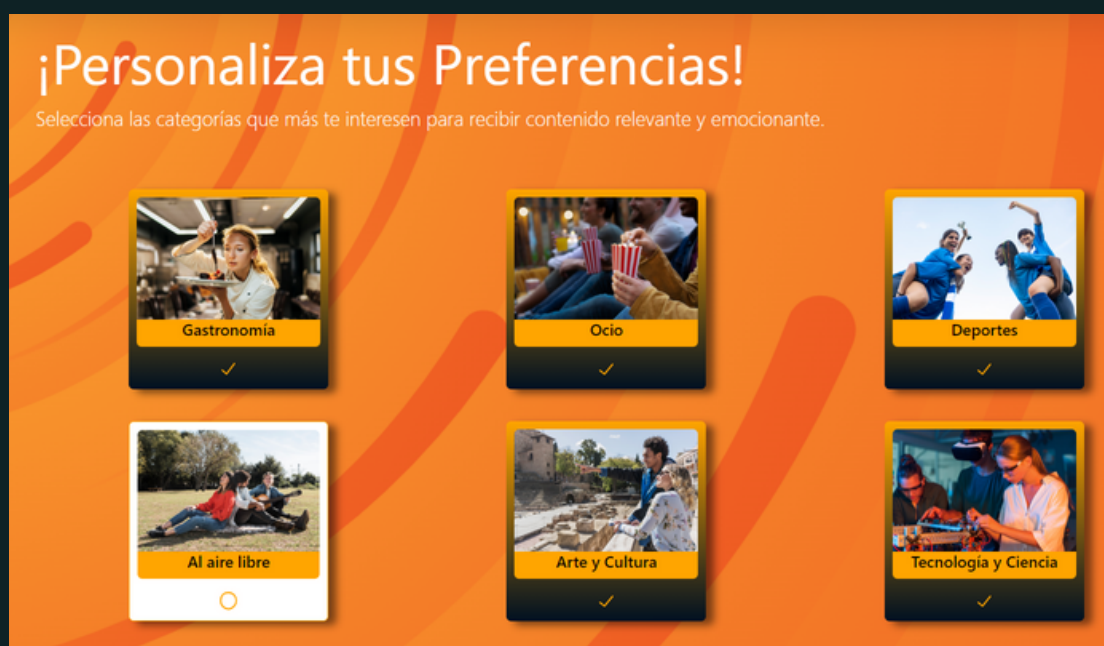 ¡Personaliza tus Preferencias!
Selecciona las categorías que más te interesen para recibir contenido relevante y emocionante.
Gastronomía
Ocio
Deportes
Al aire libre
Arte y Cultura
Tecnología y Ciencia